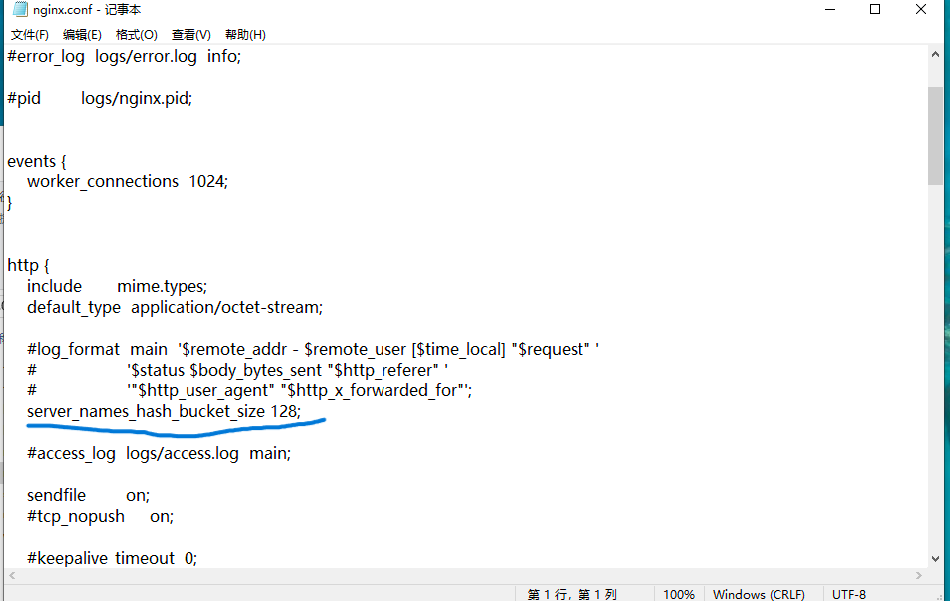 nginx.conf - 记事本
文件(F) 编辑(E) 格式(O) 查看(V) 帮助(H)
#error_log  logs/error.log  info;
#pid        logs/nginx.pid;
events {
    worker_connections  1024;
}
http {
    include       mime.types;
    default_type  application/octet-stream;
    #log_format  main  '$remote_addr - $remote_user [$time_local] "$request" '
    #                  '$status $body_bytes_sent "$http_referer" '
    #                  '"$http_user_agent" "$http_x_forwarded_for"';
    server_names_hash_bucket_size 128;
    #access_log  logs/access.log  main;
    sendfile        on;
    #tcp_nopush     on;
    #keepalive_timeout  0;
第 1 行，第 1 列 100% Windows (CRLF) UTF-8